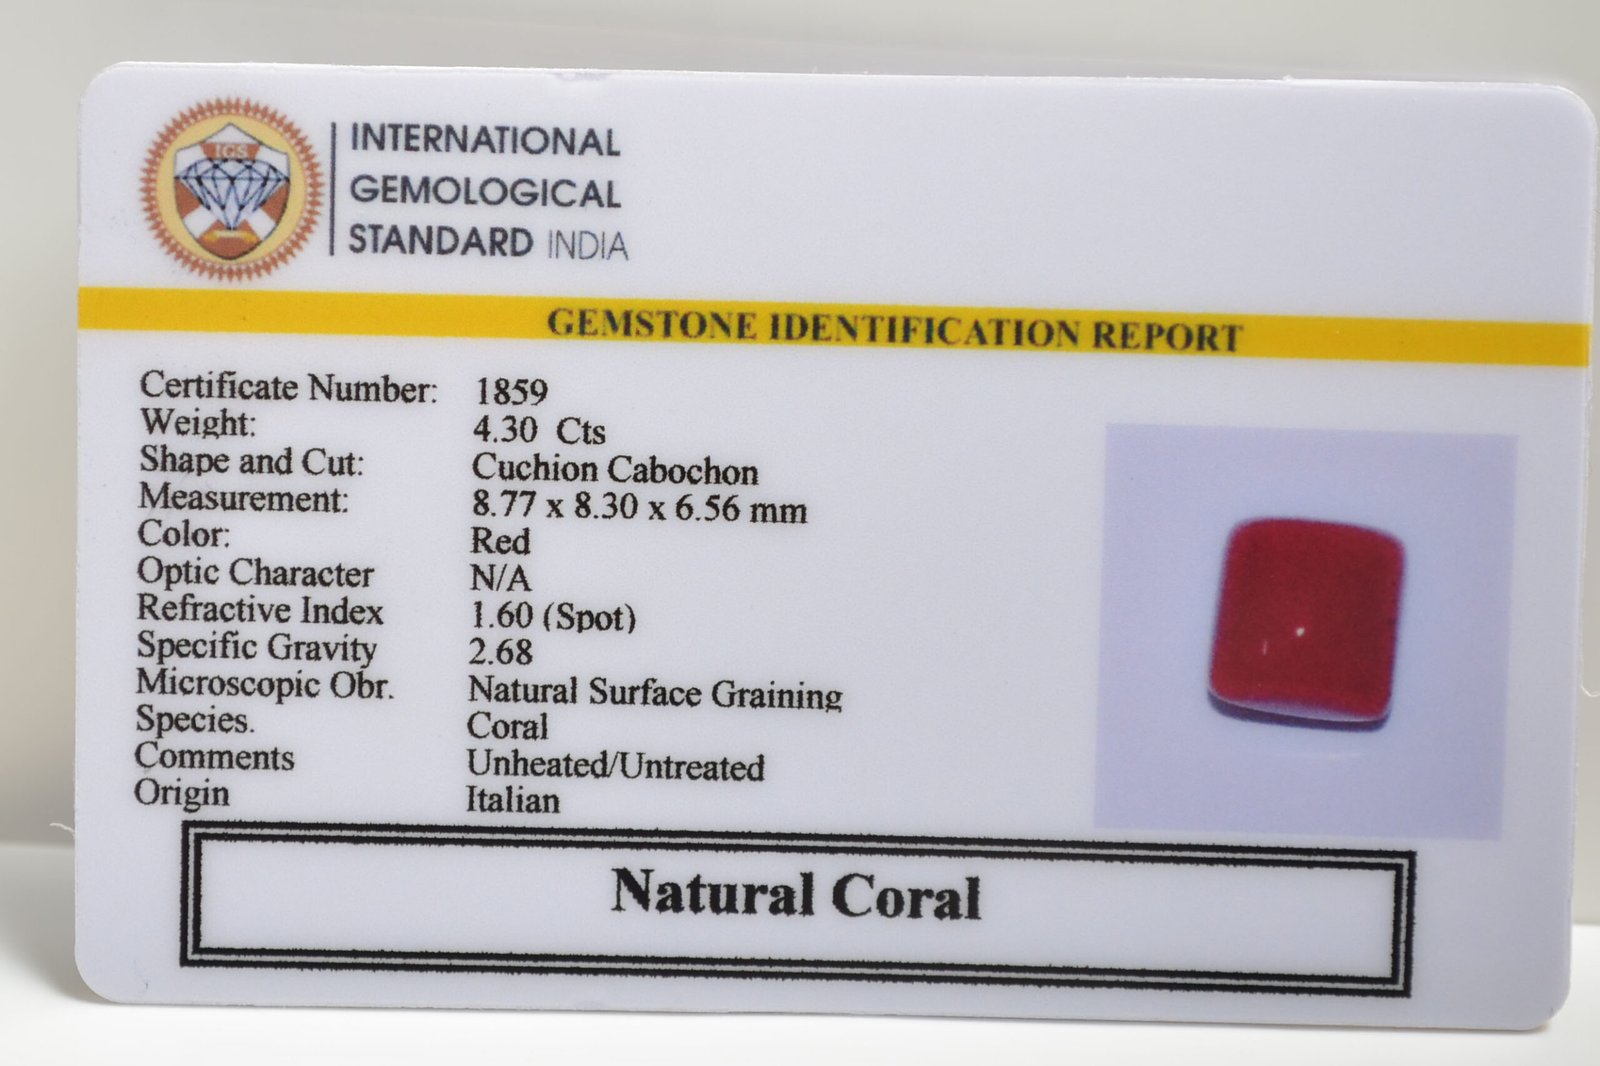 IGS
INTERNATIONAL
GEMOLOGICAL
STANDARD INDIA
GEMSTONE IDENTIFICATION REPORT
Certificate Number: 1859
Weight: 4.30 Cts
Shape and Cut: Cuchion Cabochon
Measurement: 8.77 x 8.30 x 6.56 mm
Color: Red
Optic Character N/A
Refractive Index 1.60 (Spot)
Specific Gravity 2.68
Microscopic Obr. Natural Surface Graining
Species. Coral
Comments Unheated/Untreated
Origin Italian
Natural Coral